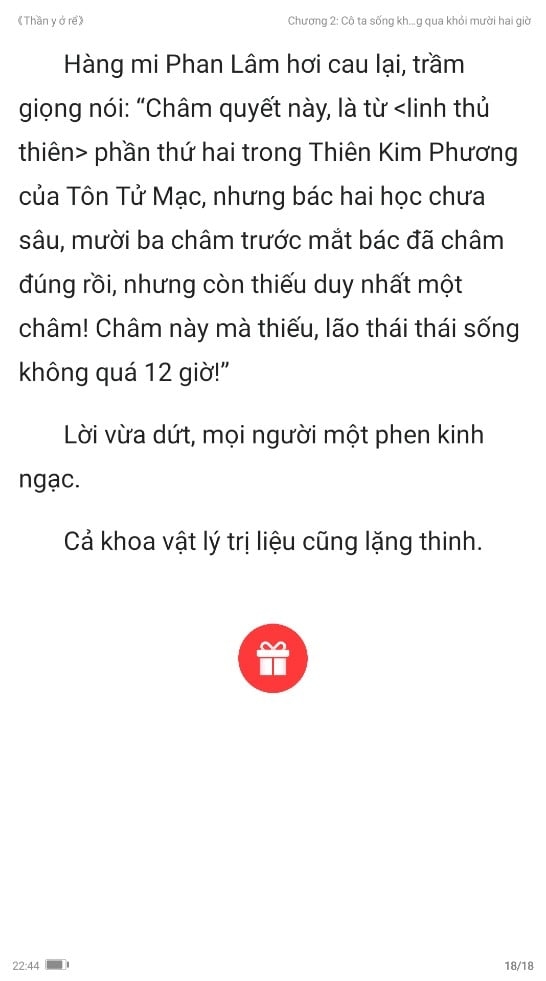 《Thần y ở rể》
Chương 2: Cô ta sống kh...g qua khỏi mười hai giờ
Hàng mi Phan Lâm hơi cau lại, trầm
giọng nói: “Châm quyết này, là từ <linh thủ
thiên> phần thứ hai trong Thiên Kim Phương
của Tôn Tử Mạc, nhưng bác hai học chưa
sâu, mười ba châm trước mắt bác đã châm
đúng rồi, nhưng còn thiếu duy nhất một
châm! Châm này mà thiếu, lão thái thái sống
không quá 12 giờ!”
Lời vừa dứt, mọi người một phen kinh
ngạc.
Cả khoa vật lý trị liệu cũng lặng thinh.
22:44
18/18